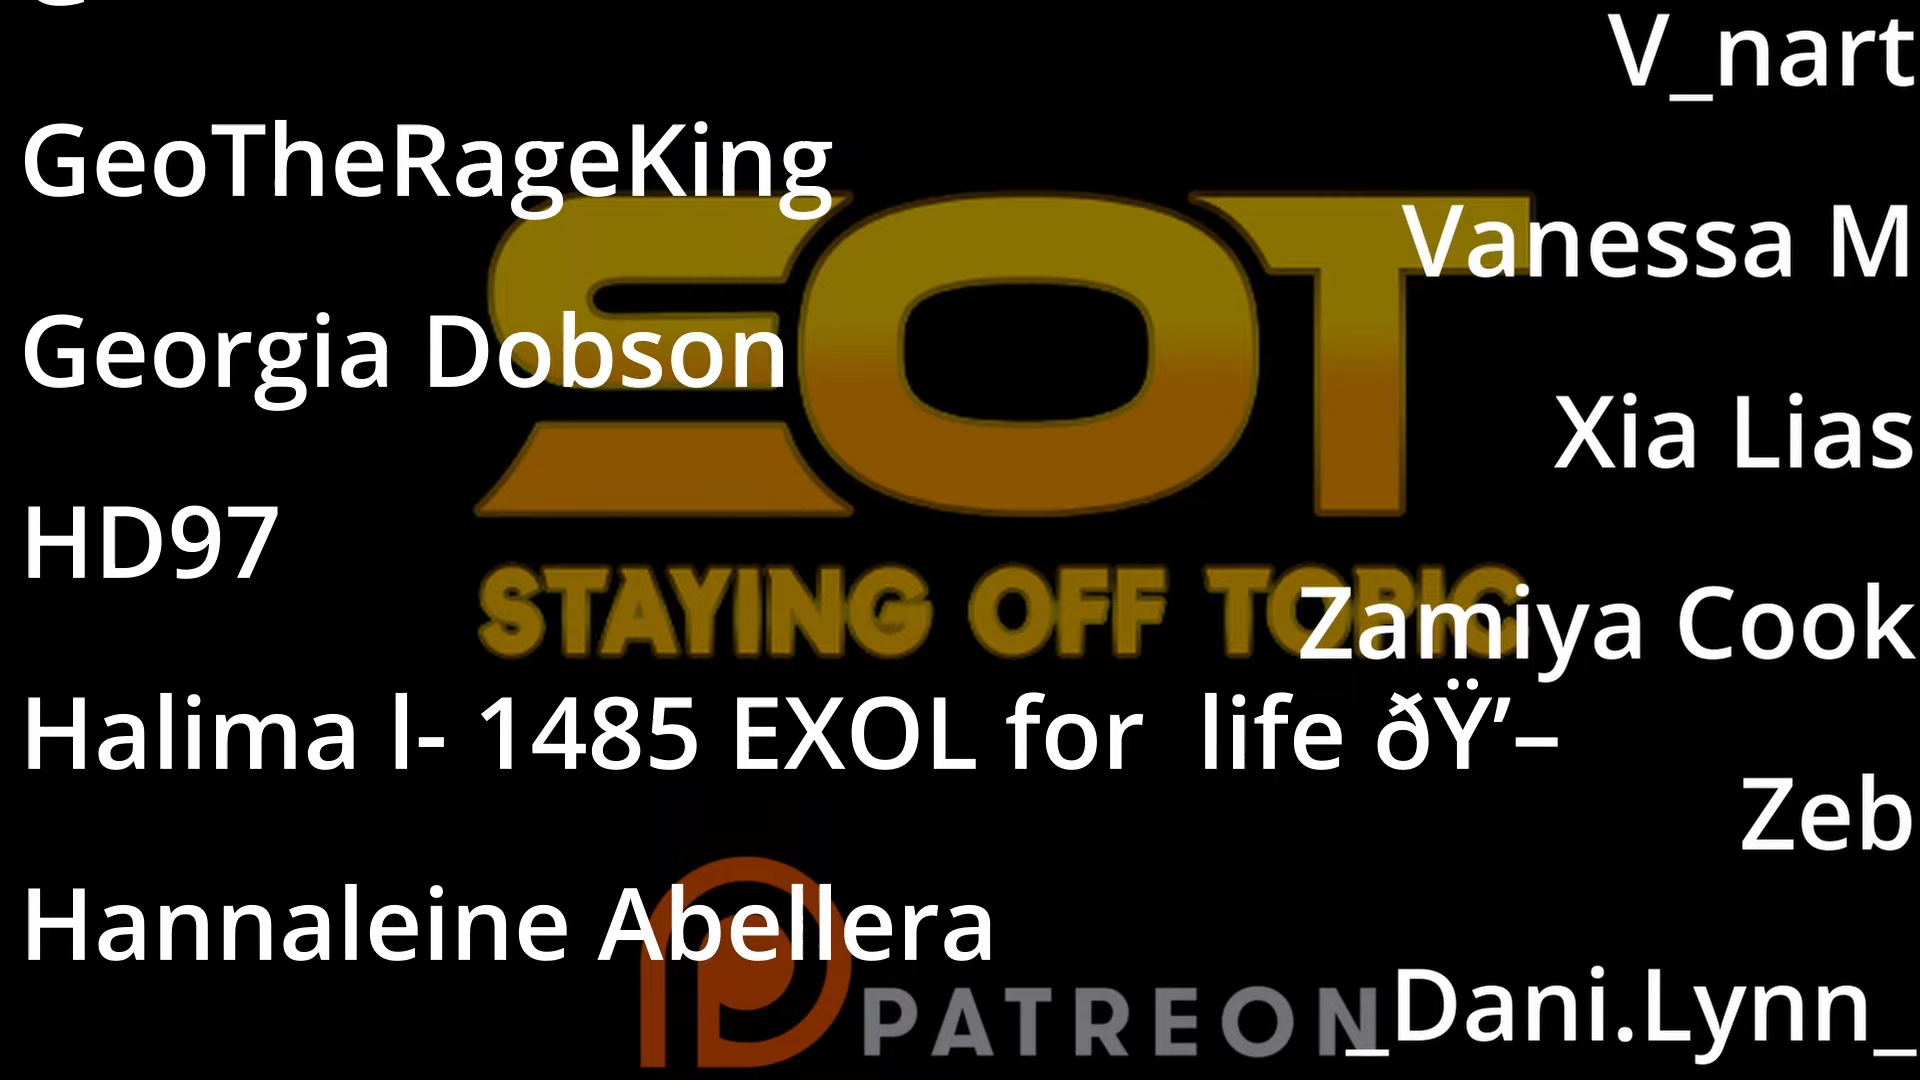 V_nart
GeoTheRageKing
Vanessa M
Georgia Dobson
Xia Lias
HD97
Zamiya Cook
Halima l- 1485 EXOL for  life ðŸ’–
Zeb
Hannaleine Abellera
_Dani.Lynn_
SOT
STAYING OFF TOPIC
PATREON